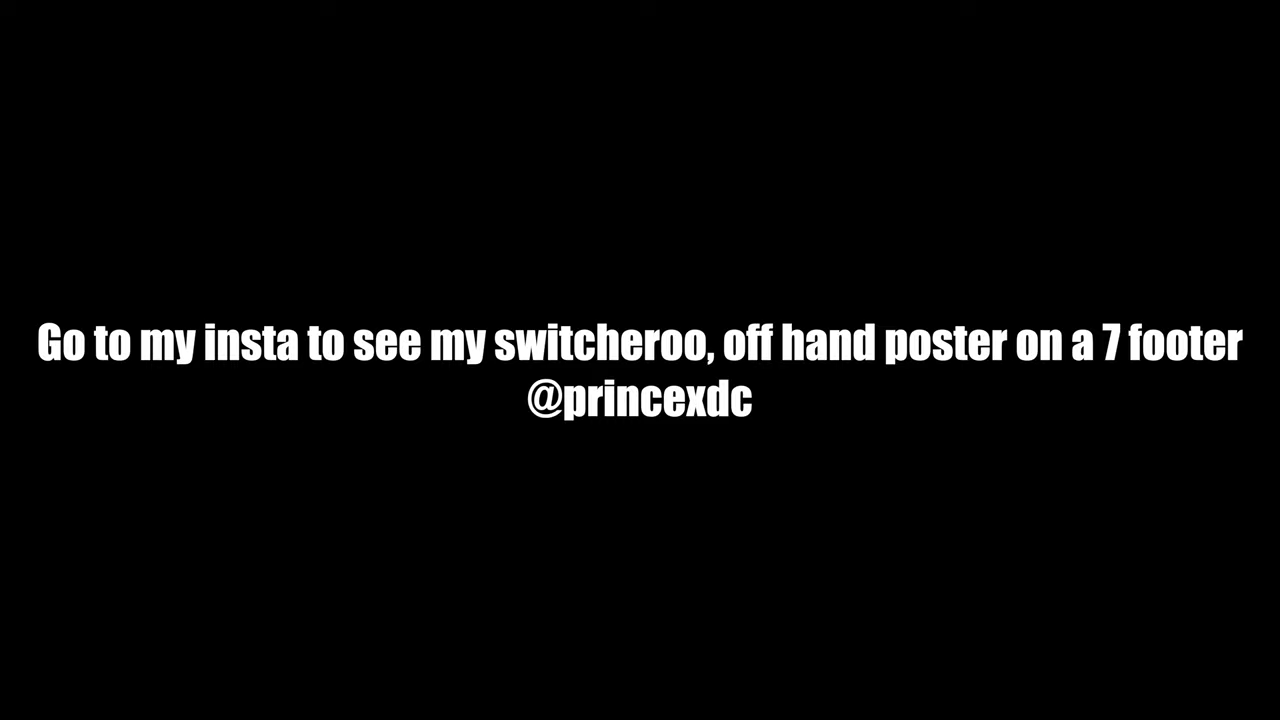 Go to my insta to see my switcheroo, off hand poster on a 7 footer
@princexdc